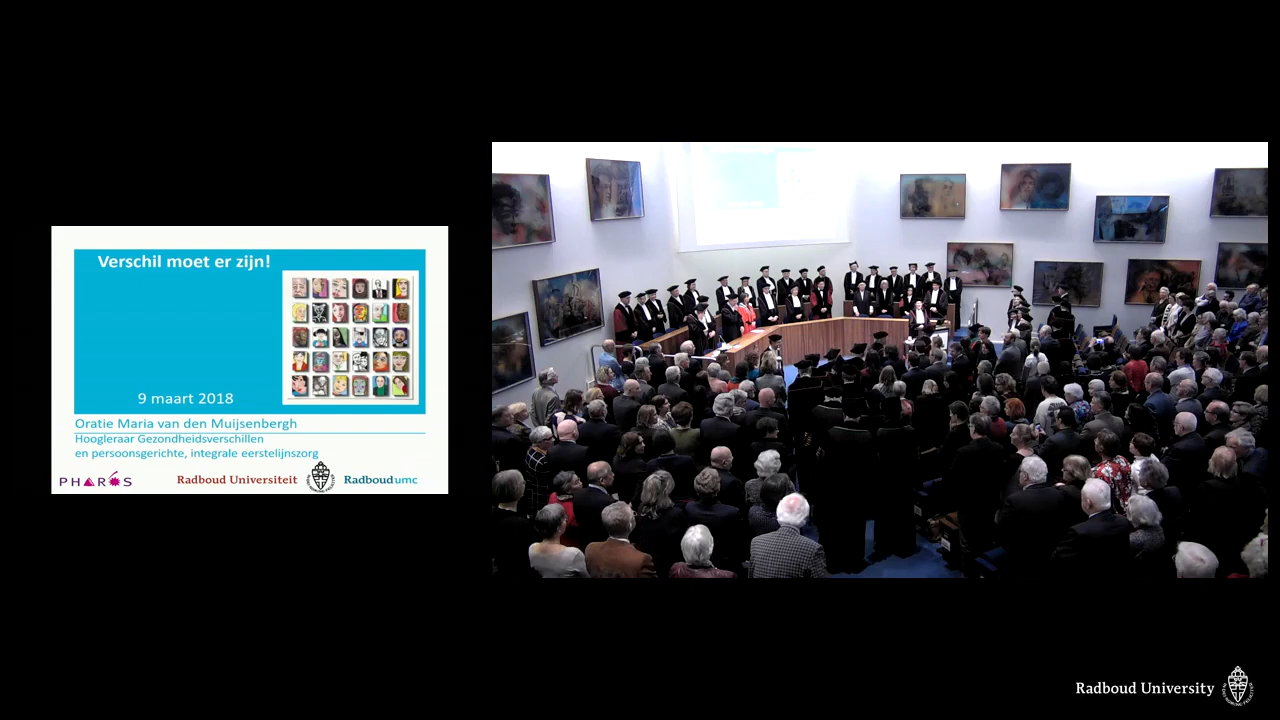 Verschil moet er zijn!
9 maart 2018
Oratie Maria van den Muijsenbergh
Hoogleraar Gezondheidsverschillen
en persoonsgerichte, integrale eerstelijnszorg
PHAROS
Radboud Universiteit
Radboudumc
Radboud University